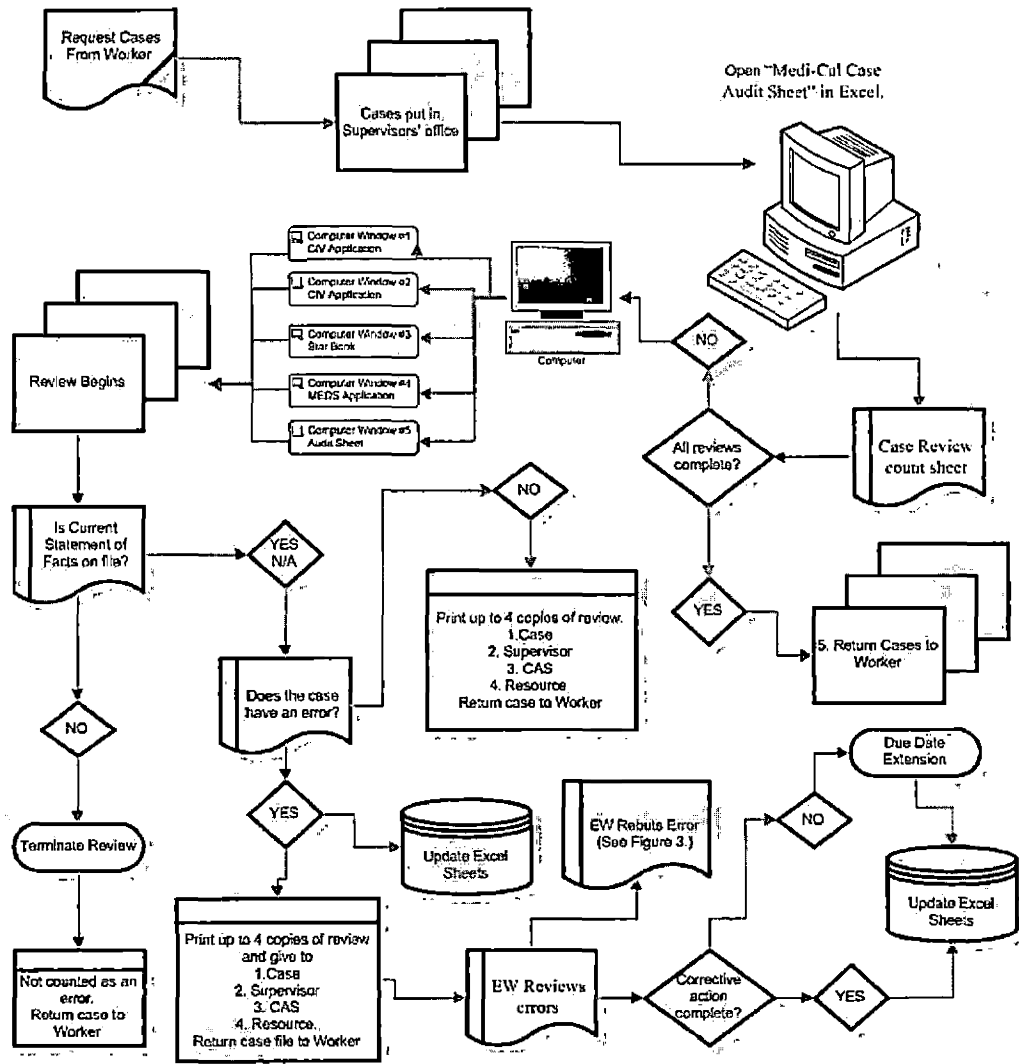 Request Cases
From Worker
Cases put in
Supervisors' office
Open "Medi-Cal Case
Audit Sheet" in Excel.
Computer Window #1
C-IV Application
Computer Window #2
C-IV Application
Computer Window #3
Star Book
Computer Window #4
MEDS Application
Computer Window #5
Audit Sheet
Computer
NO
Review Begins
All reviews
complete?
Case Review
count sheet
NO
Is Current
Statement of
Facts on file?
YES
N/A
YES
5. Return Cases to
Worker
Print up to 4 copies of review.
1.Case
2. Supervisor
3. CAS
4. Resource
Return case to Worker
Does the case
have an error?
NO
Due Date
Extension
YES
EW Rebuts Error
(See Figure 3.)
NO
Terminate Review
Update Excel
Sheets
Update Excel
Sheets
Print up to 4 copies of review
and give to
1.Case
2. Supervisor
3. CAS
4. Resource.
Return case file to Worker
Not counted as an
error.
Return case to
Worker
EW Reviews
errors
Corrective
action
complete?
YES